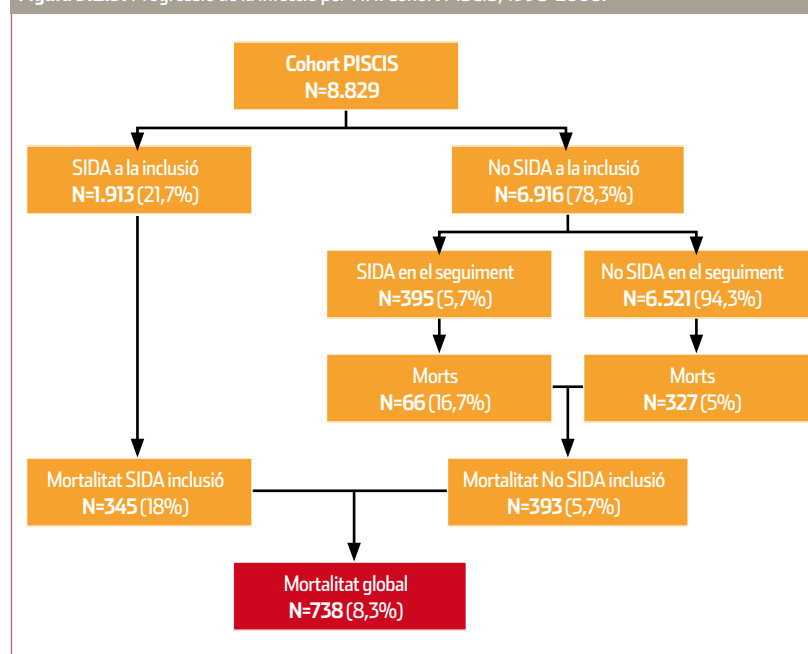 Cohort PISCIS
N=8.829
SIDA a la inclusió
N=1.913 (21,7%)
No SIDA a la inclusió
N=6.916 (78,3%)
SIDA en el seguiment
N=395 (5,7%)
No SIDA en el seguiment
N=6.521 (94,3%)
Morts
N=66 (16,7%)
Morts
N=327 (5%)
Mortalitat SIDA inclusió
N=345 (18%)
Mortalitat No SIDA inclusió
N=393 (5,7%)
Mortalitat global
N=738 (8,3%)